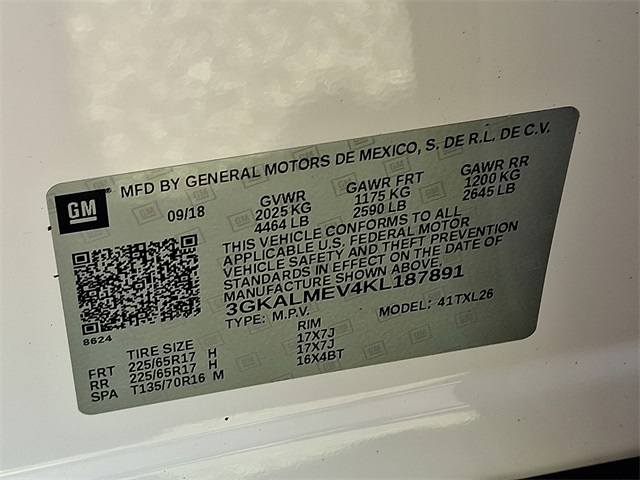 GM ® MFD BY GENERAL MOTORS DE MEXICO, S. DE R.L. DE C.V.
09/18 GVWR GAWR FRT GAWR RR
2025 KG 1175 KG 1200 KG
4464 LB 2590 LB 2645 LB
THIS VEHICLE CONFORMS TO ALL
APPLICABLE U.S. FEDERAL MOTOR
VEHICLE SAFETY AND THEFT PREVENTION
STANDARDS IN EFFECT ON THE DATE OF
MANUFACTURE SHOWN ABOVE.
3GKALMEV4KL187891
TYPE: M.P.V. MODEL: 41TXL26
8624
TIRE SIZE RIM
FRT 225/65R17 H 17X7J
RR 225/65R17 H 17X7J
SPA T135/70R16 M 16X4BT